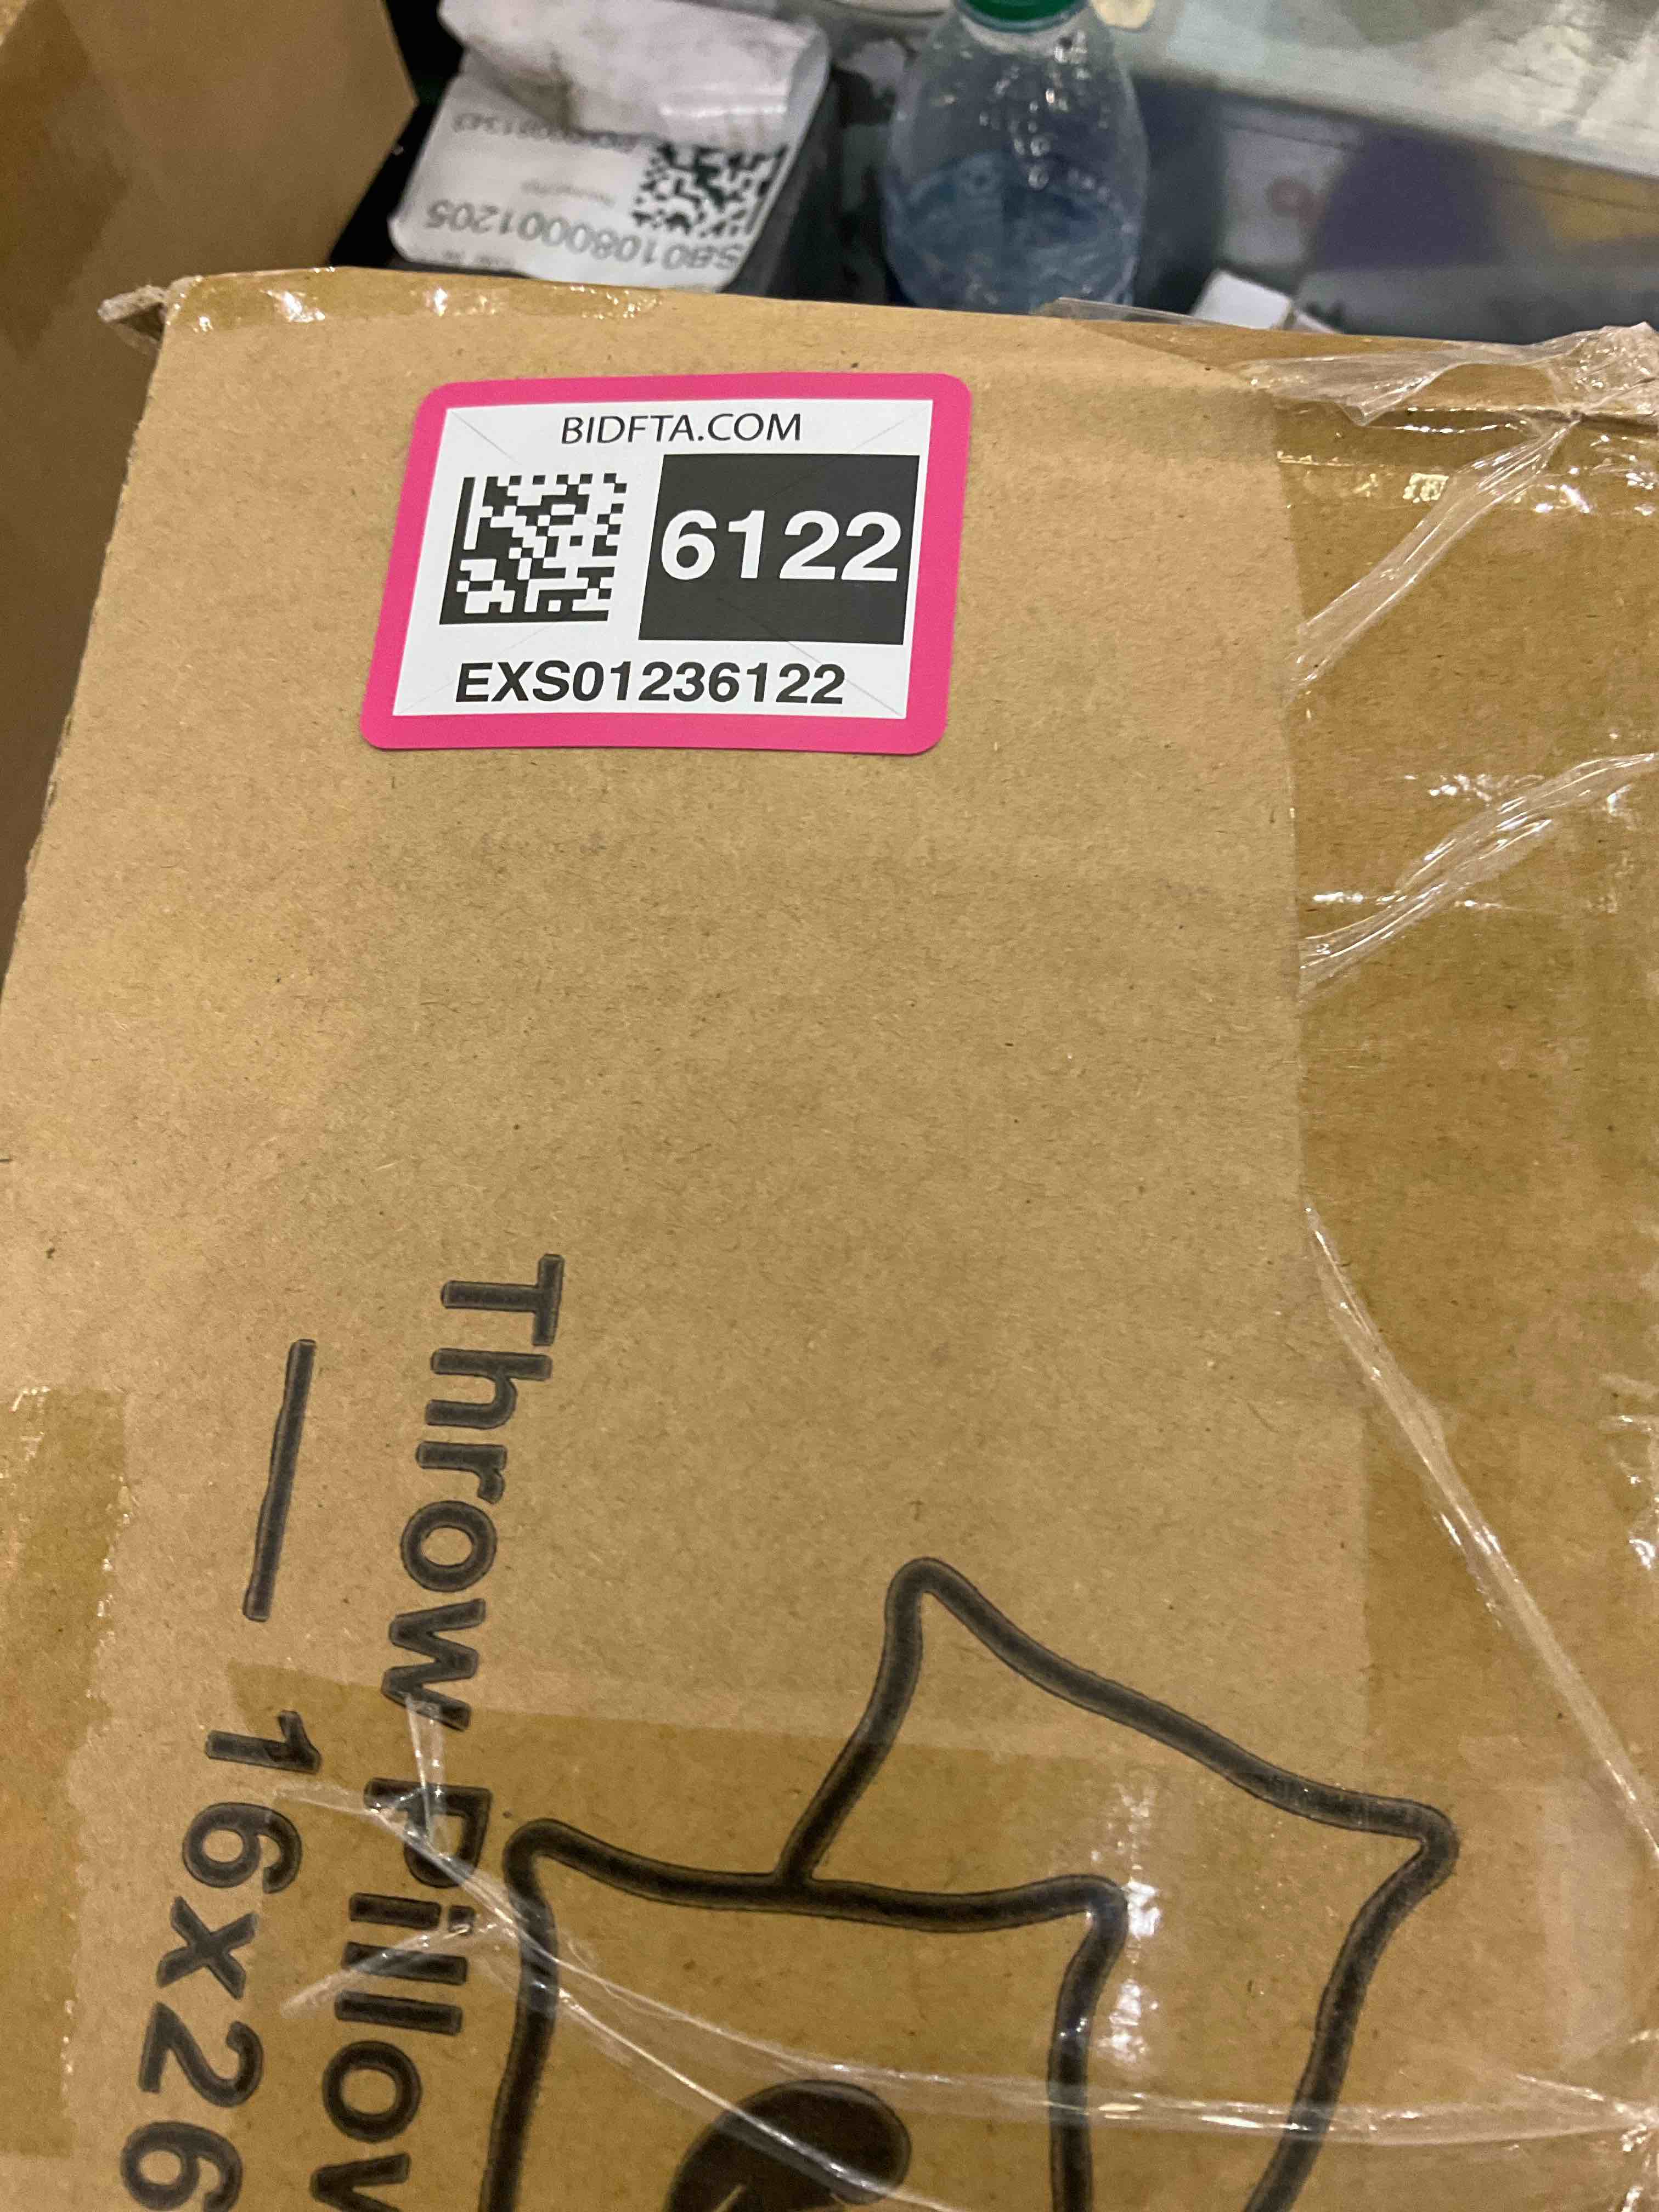 SB01080001205
BIDFTA.COM
6122
EXS01236122
Throw Pillow
16x26